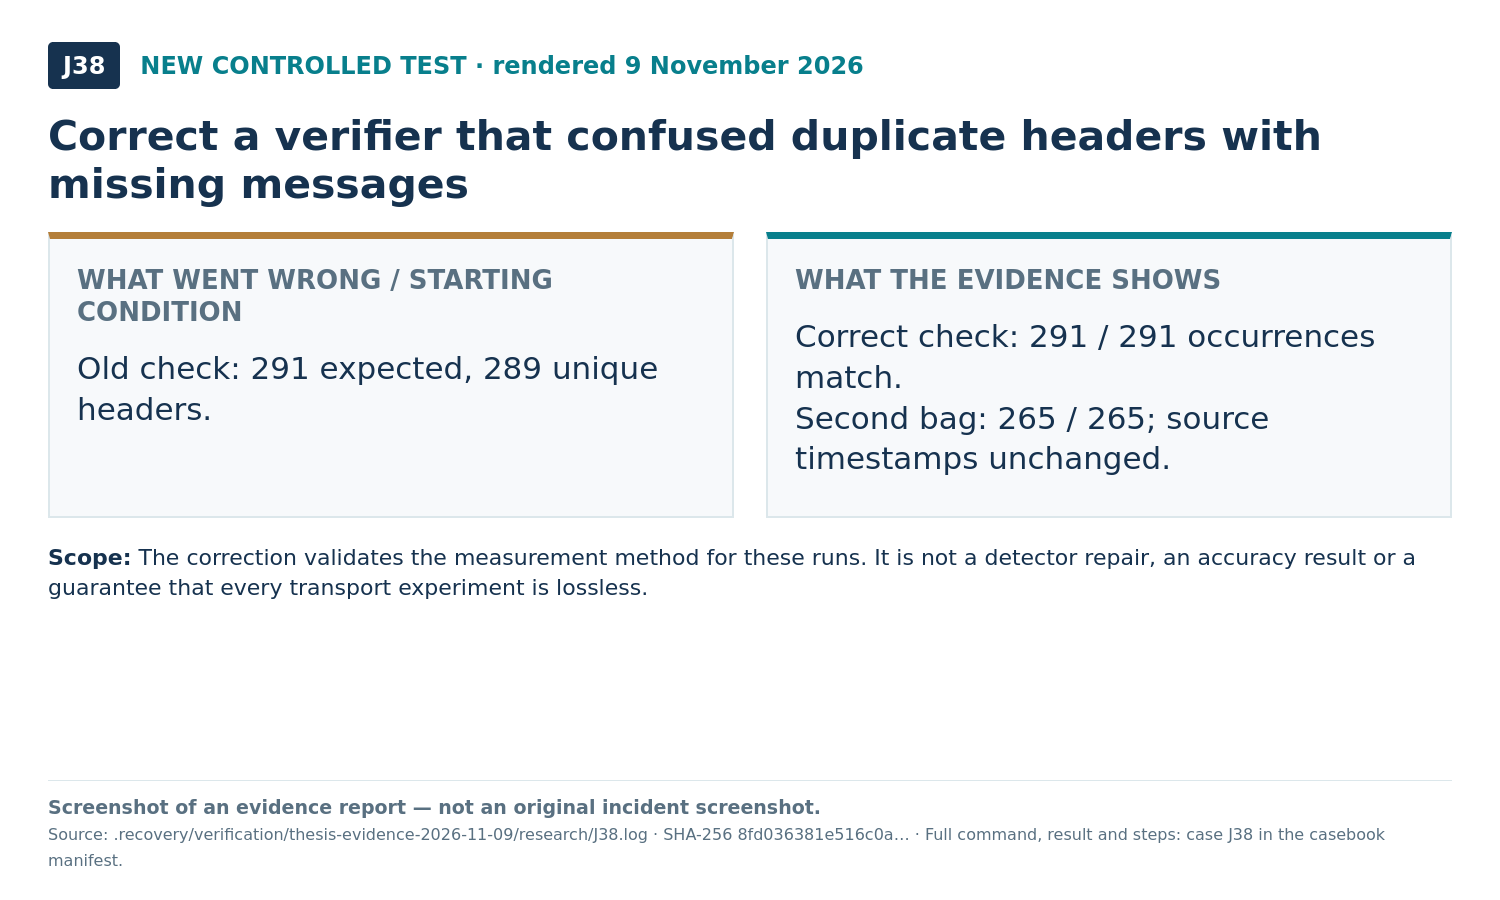 J38
NEW CONTROLLED TEST · rendered 9 November 2026
Correct a verifier that confused duplicate headers with
missing messages
WHAT WENT WRONG / STARTING
CONDITION
Old check: 291 expected, 289 unique
headers.
WHAT THE EVIDENCE SHOWS
Correct check: 291 / 291 occurrences
match.
Second bag: 265 / 265; source
timestamps unchanged.
Scope: The correction validates the measurement method for these runs. It is not a detector repair, an accuracy result or a
guarantee that every transport experiment is lossless.
Screenshot of an evidence report — not an original incident screenshot.
Source: .recovery/verification/thesis-evidence-2026-11-09/research/J38.log · SHA-256 8fd036381e516c0a… · Full command, result and steps: case J38 in the casebook
manifest.